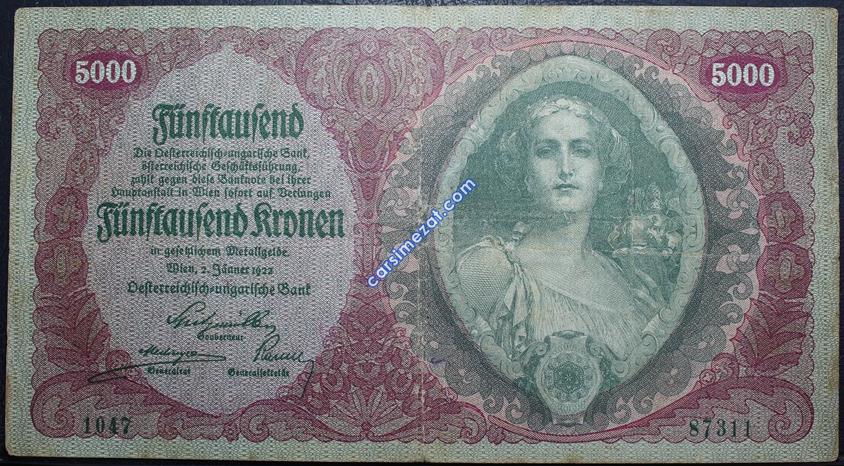 5000
5000
Fünftausend
Die Oesterreichisch-ungarische Bank,
österreichische Geschäftsführung,
zahlt gegen diese Banknote bei ihrer
Hauptanstalt in Wien sofort auf Verlangen
Fünftausend Kronen
in gesetzlichem Metallgelde.
Wien, 2. Jänner 1922
Oesterreichisch-ungarische Bank
Gouverneur
Generalrat
Generalsekretär
1047
87311
carsimezat.com